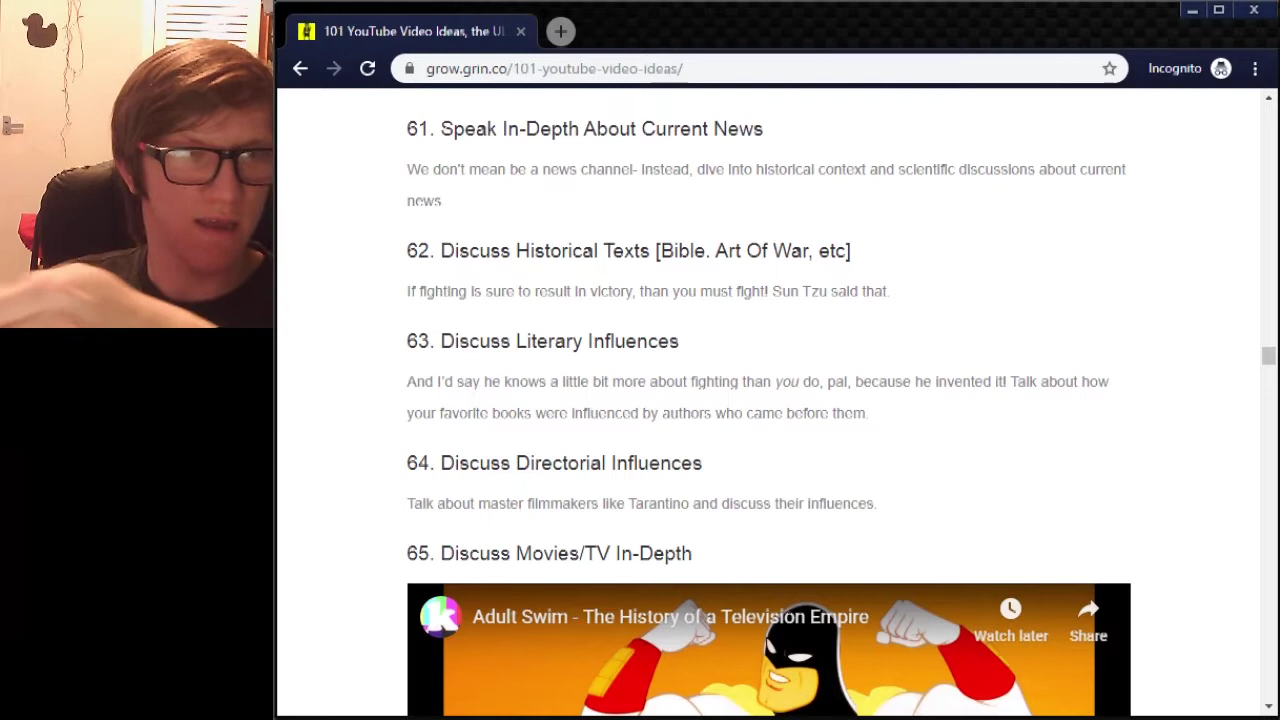 101 YouTube Video Ideas, the Ul
grow.grin.co/101-youtube-video-ideas/
Incognito
61. Speak In-Depth About Current News
We don't mean be a news channel- Instead, dive into historical context and scientific discussions about current
news
62. Discuss Historical Texts [Bible. Art Of War, etc]
If fighting is sure to result in victory, than you must fight! Sun Tzu said that.
63. Discuss Literary Influences
And I'd say he knows a little bit more about fighting than you do, pal, because he invented it! Talk about how
your favorite books were influenced by authors who came before them.
64. Discuss Directorial Influences
Talk about master filmmakers like Tarantino and discuss their influences.
65. Discuss Movies/TV In-Depth
k
Adult Swim - The History of a Television Empire
Watch later
Share